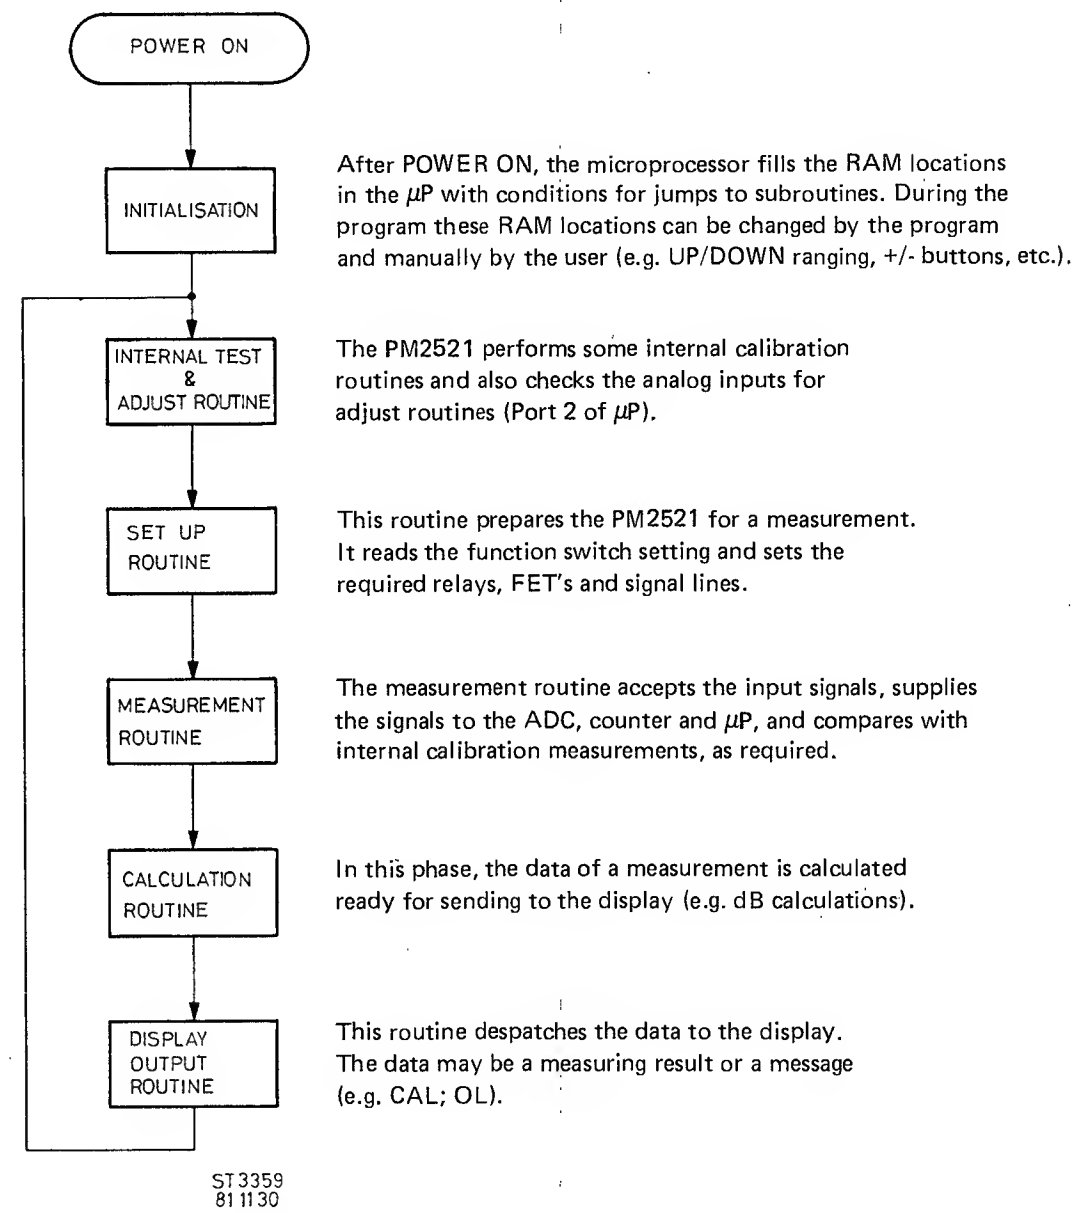 POWER ON
INITIALISATION
After POWER ON, the microprocessor fills the RAM locations
in the μP with conditions for jumps to subroutines. During the
program these RAM locations can be changed by the program
and manually by the user (e.g. UP/DOWN ranging, +/- buttons, etc.).
INTERNAL TEST
&
ADJUST ROUTINE
The PM2521 performs some internal calibration
routines and also checks the analog inputs for
adjust routines (Port 2 of μP).
SET UP
ROUTINE
This routine prepares the PM2521 for a measurement.
It reads the function switch setting and sets the
required relays, FET's and signal lines.
MEASUREMENT
ROUTINE
The measurement routine accepts the input signals, supplies
the signals to the ADC, counter and μP, and compares with
internal calibration measurements, as required.
CALCULATION
ROUTINE
In this phase, the data of a measurement is calculated
ready for sending to the display (e.g. dB calculations).
DISPLAY
OUTPUT
ROUTINE
This routine despatches the data to the display.
The data may be a measuring result or a message
(e.g. CAL; OL).
ST 3359
81 11 30